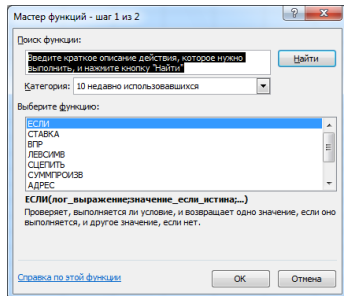 Мастер функций - шаг 1 из 2
Поиск функции:
Введите краткое описание действия, которое нужно
выполнить, и нажмите кнопку "Найти"
Найти
Категория: 10 недавно использовавшихся
Выберите функцию:
ЕСЛИ
СТАВКА
ВПР
ЛЕВСИМВ
СЦЕПИТЬ
СУММПРОИЗВ
АДРЕС
ЕСЛИ(лог_выражение;значение_если_истина;...)
Проверяет, выполняется ли условие, и возвращает одно значение, если оно
выполняется, и другое значение, если нет.
Справка по этой функции
ОК
Отмена